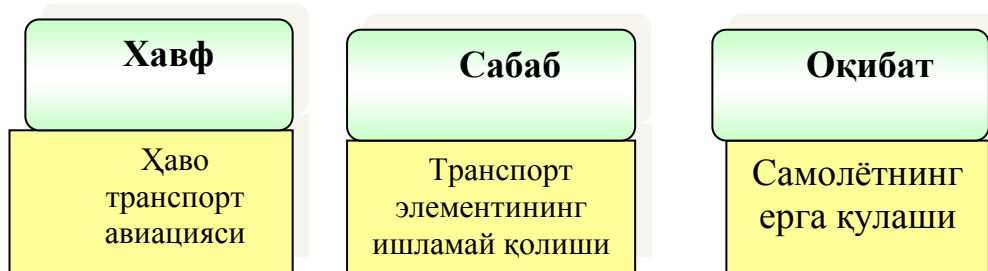 Хавф
Ҳаво
транспорт
авиацияси
Сабаб
Транспорт
элементининг
ишламай қолиши
Оқибат
Самолётнинг
ерга қулаши